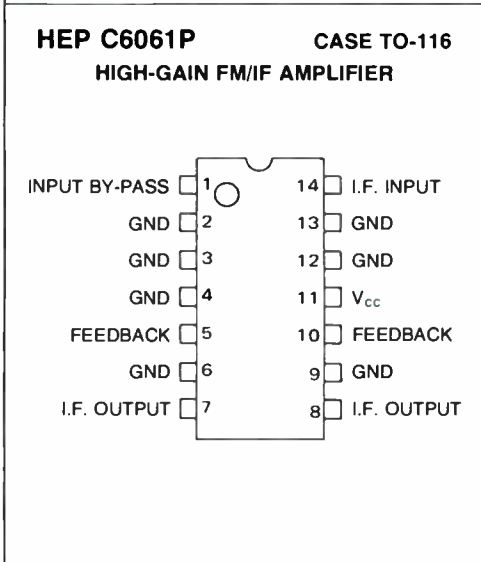 HEP C6061P CASE TO-116
HIGH-GAIN FM/IF AMPLIFIER
INPUT BY-PASS 1 14 I.F. INPUT
GND 2 13 GND
GND 3 12 GND
GND 4 11 Vcc
FEEDBACK 5 10 FEEDBACK
GND 6 9 GND
I.F. OUTPUT 7 8 I.F. OUTPUT